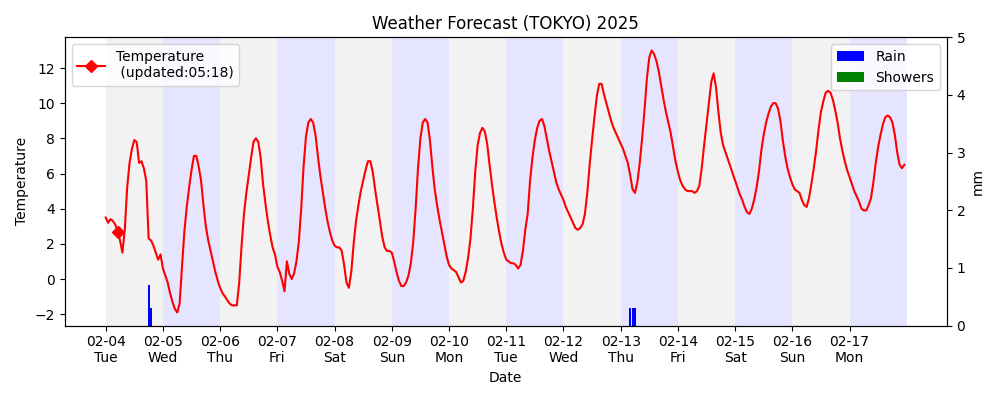 Weather Forecast (TOKYO) 2025
Temperature
(updated:05:18)
Rain
Showers
Temperature
12
10
8
6
4
2
0
−2
5
4
3
2
1
0
mm
02-04 02-05 02-06 02-07 02-08 02-09 02-10 02-11 02-12 02-13 02-14 02-15 02-16 02-17
Tue Wed Thu Fri Sat Sun Mon Tue Wed Thu Fri Sat Sun Mon
Date